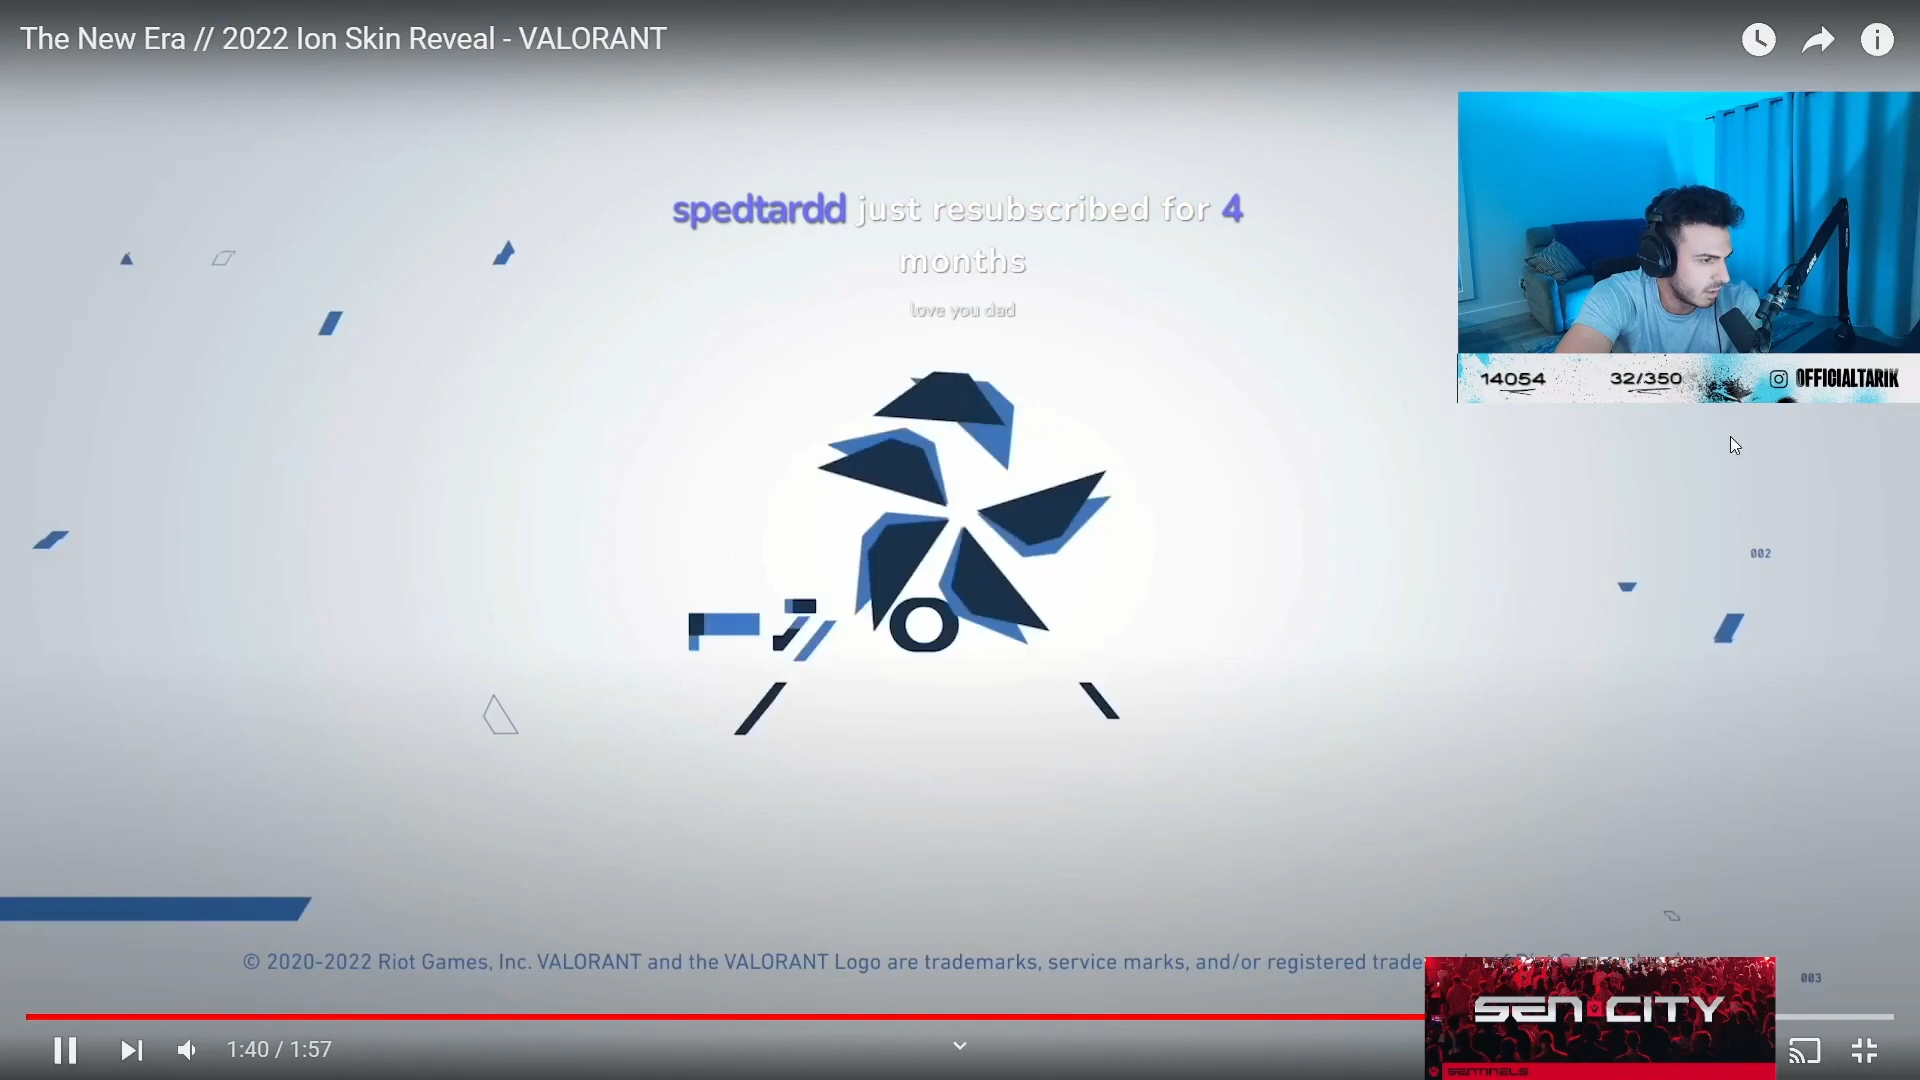 The New Era // 2022 Ion Skin Reveal - VALORANT
spedtardd just resubscribed for 4
months
love you dad
14054 32/350 OFFICIALTARIK
002
© 2020-2022 Riot Games, Inc. VALORANT and the VALORANT Logo are trademarks, service marks, and/or registered trade
003
SEN CITY
SENTINELS
1:40 / 1:57